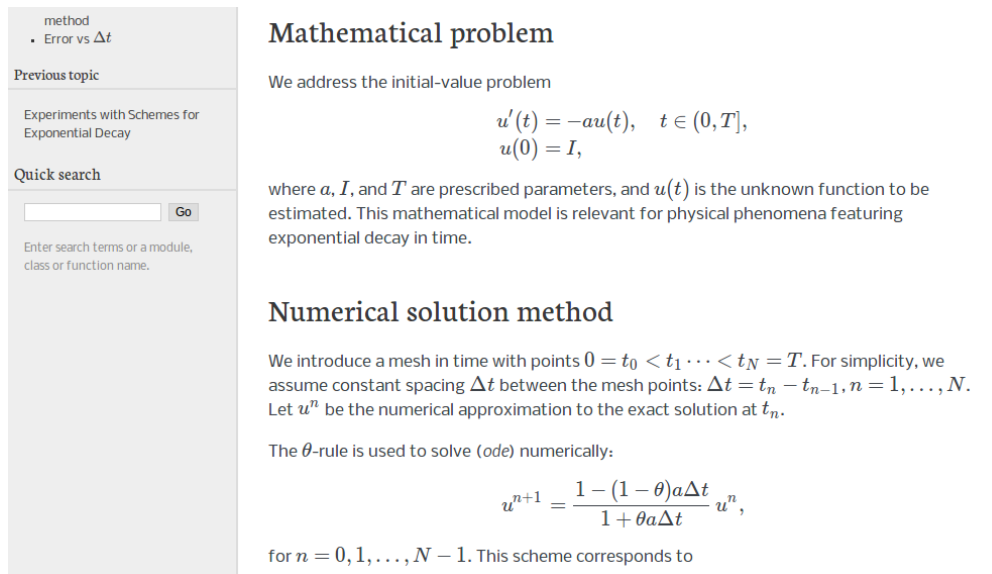 method
• Error vs Δt
Previous topic
Experiments with Schemes for
Exponential Decay
Quick search
Go
Enter search terms or a module,
class or function name.
Mathematical problem
We address the initial-value problem
u′(t) = −au(t), t ∈ (0, T],
u(0) = I,
where a, I, and T are prescribed parameters, and u(t) is the unknown function to be
estimated. This mathematical model is relevant for physical phenomena featuring
exponential decay in time.
Numerical solution method
We introduce a mesh in time with points 0 = t₀ < t₁ ⋯ < t_N = T. For simplicity, we
assume constant spacing Δt between the mesh points: Δt = tₙ − tₙ₋₁, n = 1, …, N.
Let uⁿ be the numerical approximation to the exact solution at tₙ.
The θ-rule is used to solve (ode) numerically:
uⁿ⁺¹ = (1 − (1 − θ)aΔt) / (1 + θaΔt) uⁿ,
for n = 0, 1, …, N − 1. This scheme corresponds to